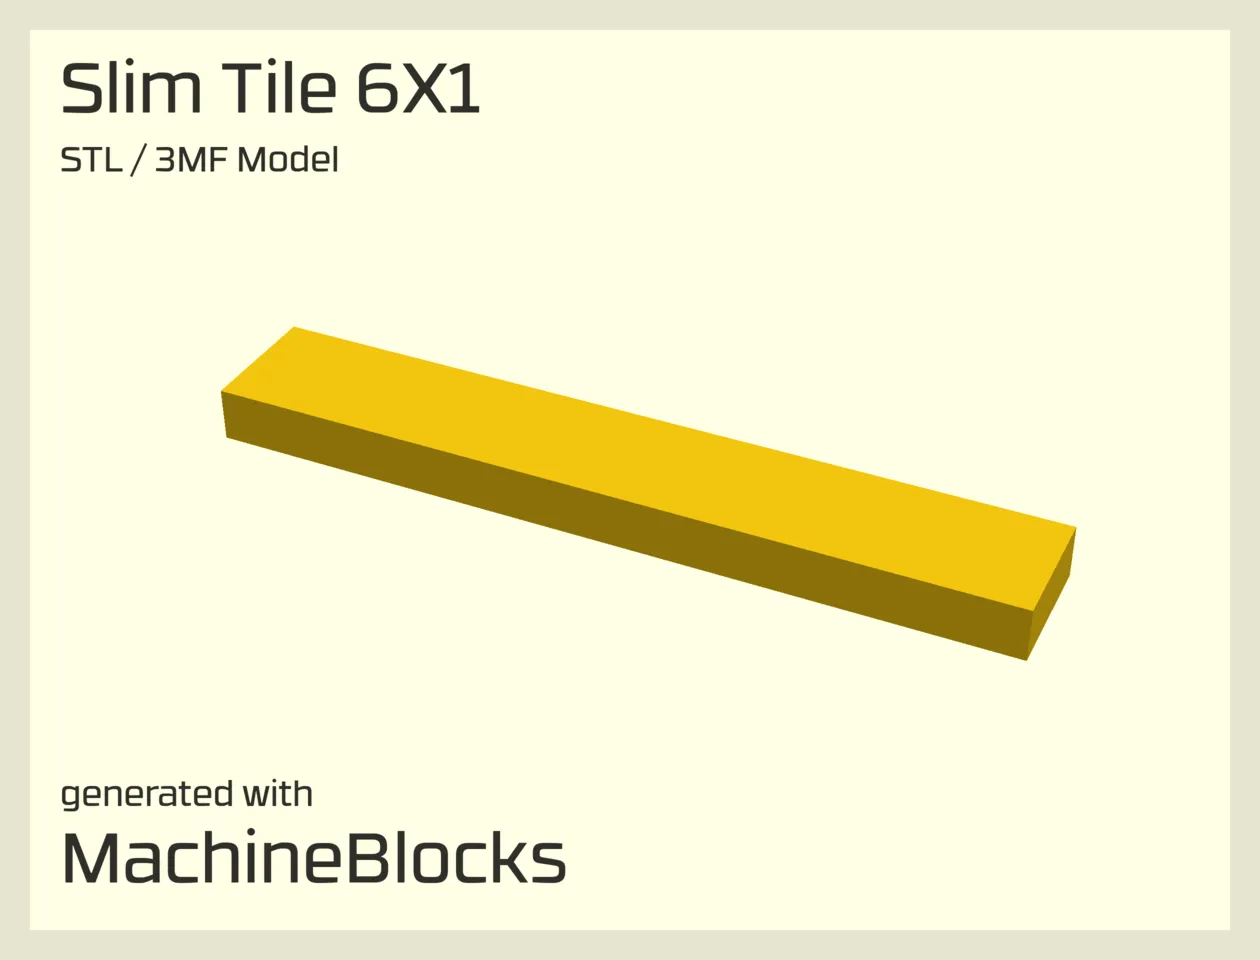 Slim Tile 6X1
STL / 3MF Model
generated with
MachineBlocks